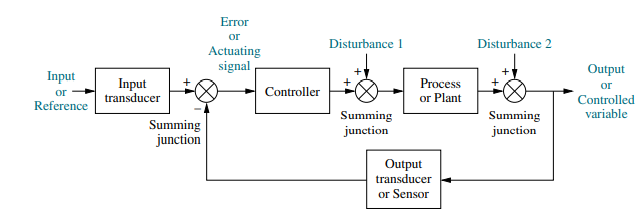 Error
or
Actuating
signal
Disturbance 1
Disturbance 2
Input
or
Reference
Input
transducer
+
−
Summing
junction
Controller
+
+
Summing
junction
Process
or Plant
+
+
Summing
junction
Output
or
Controlled
variable
Output
transducer
or Sensor